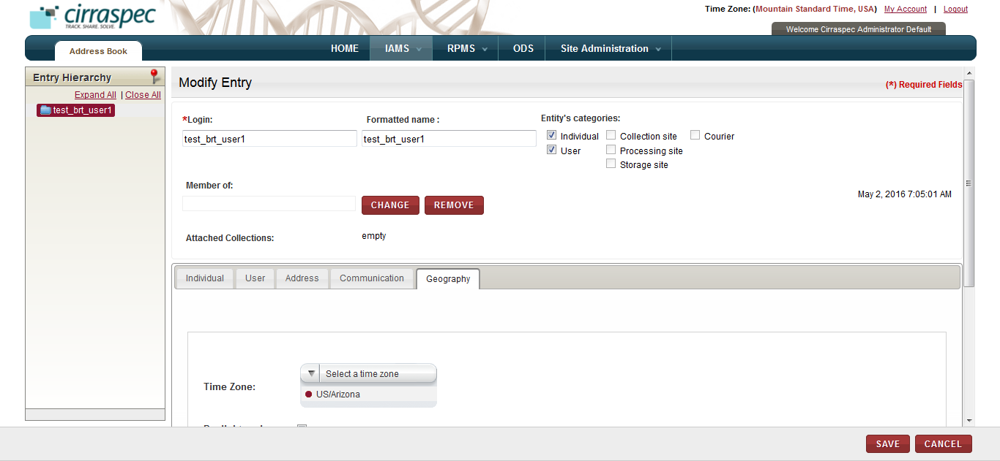 cirraspec
TRACK. SHARE. SOLVE.
Time Zone: (Mountain Standard Time, USA) My Account | Logout
Welcome Cirraspec Administrator Default
Address Book
HOME IAMS RPMS ODS Site Administration
Entry Hierarchy
Expand All | Close All
test_brt_user1
Modify Entry
(*) Required Fields
*Login:
Formatted name :
Entity's categories:
test_brt_user1
test_brt_user1
Individual Collection site Courier
User Processing site
Storage site
Member of:
CHANGE REMOVE
May 2, 2016 7:05:01 AM
Attached Collections:
empty
Individual User Address Communication Geography
Select a time zone
Time Zone:
US/Arizona
SAVE CANCEL